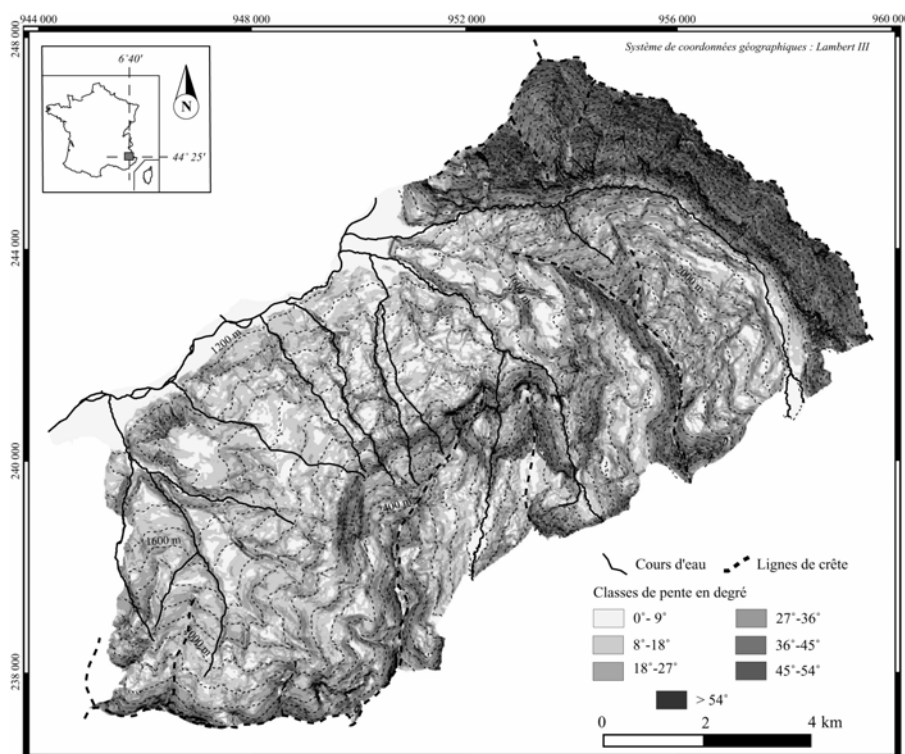 944 000
948 000
952 000
956 000
960 000
248 000
Système de coordonnées géographiques : Lambert III
6˚40'
N
44˚ 25'
244 000
2000 m
1200 m
240 000
1600 m
Cours d'eau
Lignes de crête
Classes de pente en degré
0˚- 9˚
27˚-36˚
8˚-18˚
36˚-45˚
18˚-27˚
45˚-54˚
> 54˚
238 000
0
2
4 km